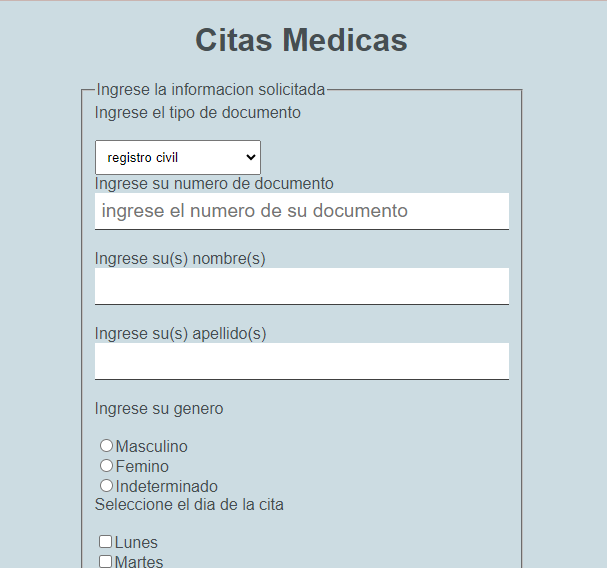 Citas Medicas
Ingrese la informacion solicitada
Ingrese el tipo de documento
registro civil
Ingrese su numero de documento
ingrese el numero de su documento
Ingrese su(s) nombre(s)
Ingrese su(s) apellido(s)
Ingrese su genero
Masculino
Femino
Indeterminado
Seleccione el dia de la cita
Lunes
Martes